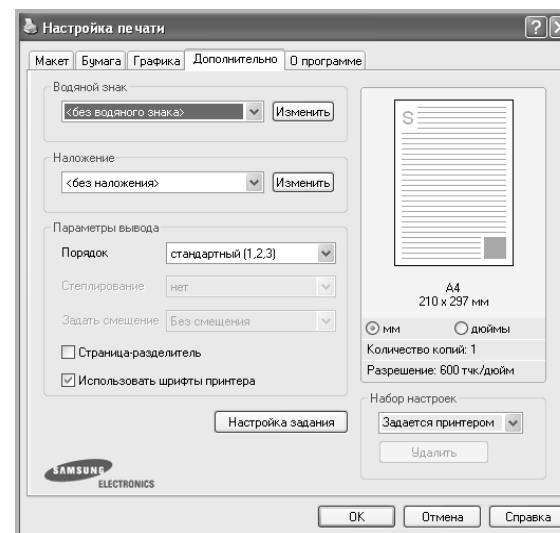 Настройка печати
Макет Бумага Графика Дополнительно О программе
Водяной знак
<без водяного знака> Изменить
Наложение
<без наложения> Изменить
Параметры вывода
Порядок стандартный (1,2,3)
Степлирование нет
Задать смещение Без смещения
Страница-разделитель
Использовать шрифты принтера
Настройка задания
SAMSUNG
ELECTRONICS
S
A4
210 x 297 мм
мм дюймы
Количество копий: 1
Разрешение: 600 тчк/дюйм
Набор настроек
Задается принтером
Удалить
OK Отмена Справка